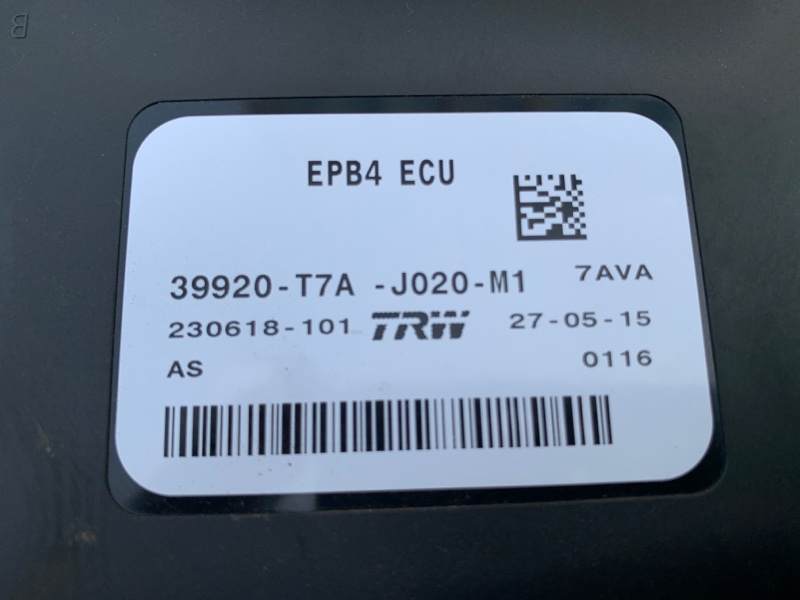 EPB4 ECU
39920-T7A -J020-M1 7AVA
230618-101 TRW 27-05-15
AS 0116